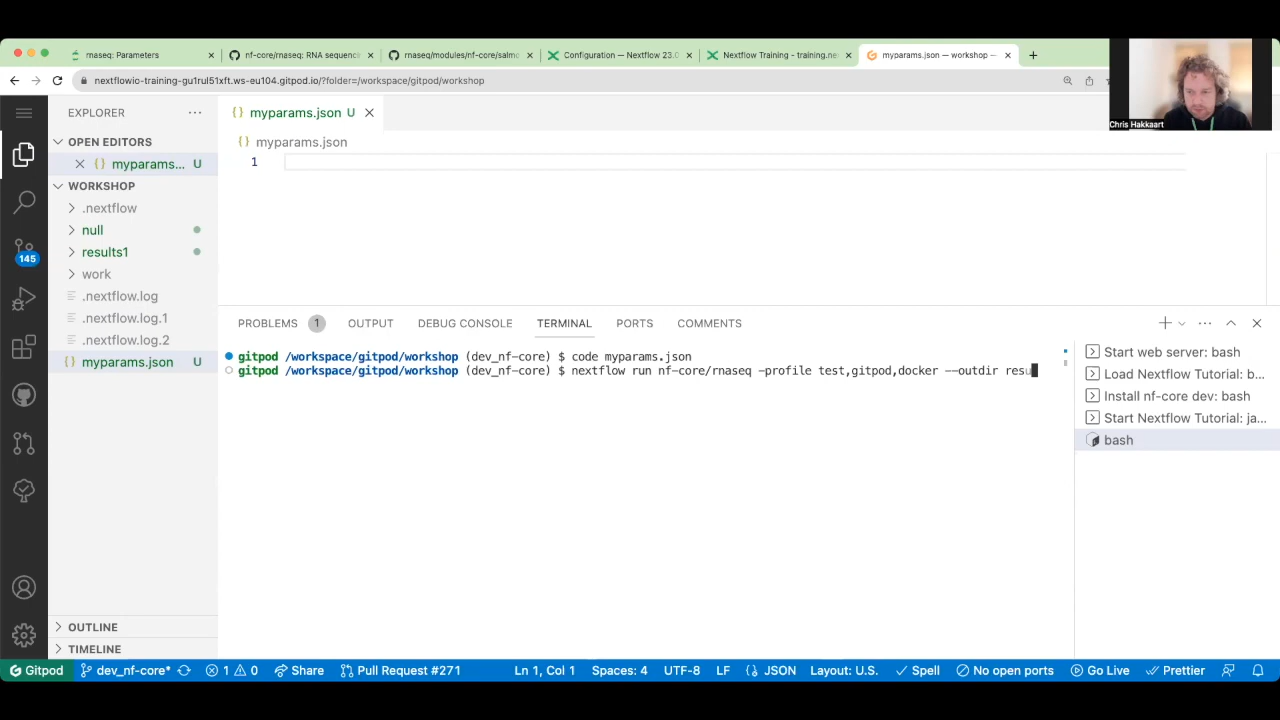 rnaseq: Parameters
nf-core/rnaseq: RNA sequencin
rnaseq/modules/nf-core/salmo
Configuration — Nextflow 23.0
Nextflow Training - training.ne
myparams.json — workshop —
nextflowio-training-gu1rul51xft.ws-eu104.gitpod.io/?folder=/workspace/gitpod/workshop
Chris Hakkaart
EXPLORER
myparams.json U
OPEN EDITORS
myparams... U
myparams.json
1
WORKSHOP
.nextflow
null
results1
145
work
.nextflow.log
.nextflow.log.1
.nextflow.log.2
myparams.json U
PROBLEMS 1 OUTPUT DEBUG CONSOLE TERMINAL PORTS COMMENTS
gitpod /workspace/gitpod/workshop (dev_nf-core) $ code myparams.json
gitpod /workspace/gitpod/workshop (dev_nf-core) $ nextflow run nf-core/rnaseq -profile test,gitpod,docker --outdir resu
Start web server: bash
Load Nextflow Tutorial: b...
Install nf-core dev: bash
Start Nextflow Tutorial: ja...
bash
OUTLINE
TIMELINE
Gitpod dev_nf-core* 1 0 Share Pull Request #271 Ln 1, Col 1 Spaces: 4 UTF-8 LF {} JSON Layout: U.S. Spell No open ports Go Live Prettier